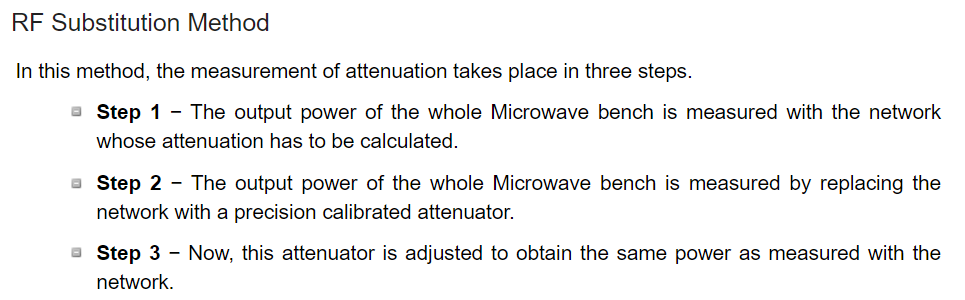 RF Substitution Method
In this method, the measurement of attenuation takes place in three steps.
Step 1 − The output power of the whole Microwave bench is measured with the network
whose attenuation has to be calculated.
Step 2 − The output power of the whole Microwave bench is measured by replacing the
network with a precision calibrated attenuator.
Step 3 − Now, this attenuator is adjusted to obtain the same power as measured with the
network.